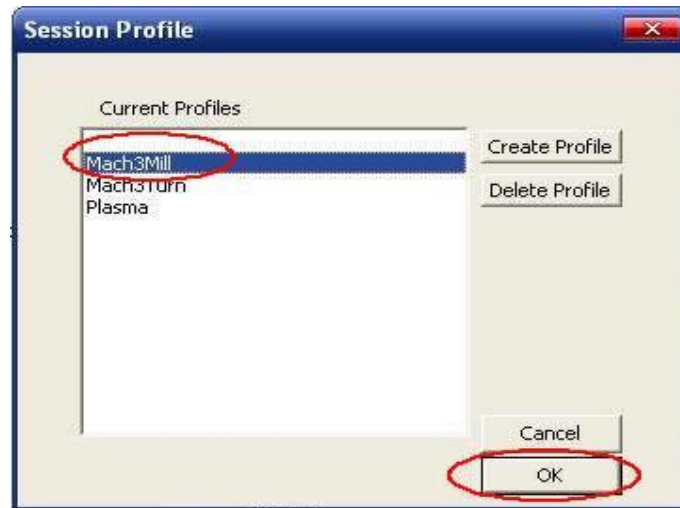 Session Profile
Current Profiles
Create Profile
Delete Profile
Mach3Mill
Mach3Turn
Plasma
Cancel
OK